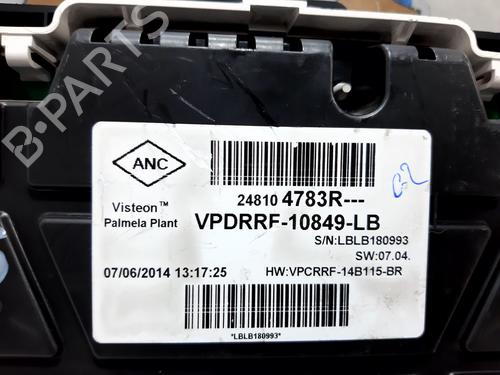 B-PARTS
ANC
Visteon™
Palmela Plant
24810 4783R---
VPDRRF-10849-LB
S/N:LBLB180993
SW:07.04.
07/06/2014 13:17:25
HW:VPCRRF-14B115-BR
*LBLB180993*
G2